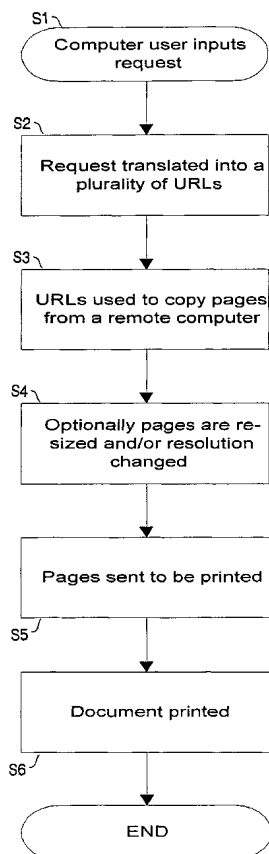 S1
Computer user inputs
request
S2
Request translated into a
plurality of URLs
S3
URLs used to copy pages
from a remote computer
S4
Optionally pages are re-
sized and/or resolution
changed
Pages sent to be printed
S5
Document printed
S6
END